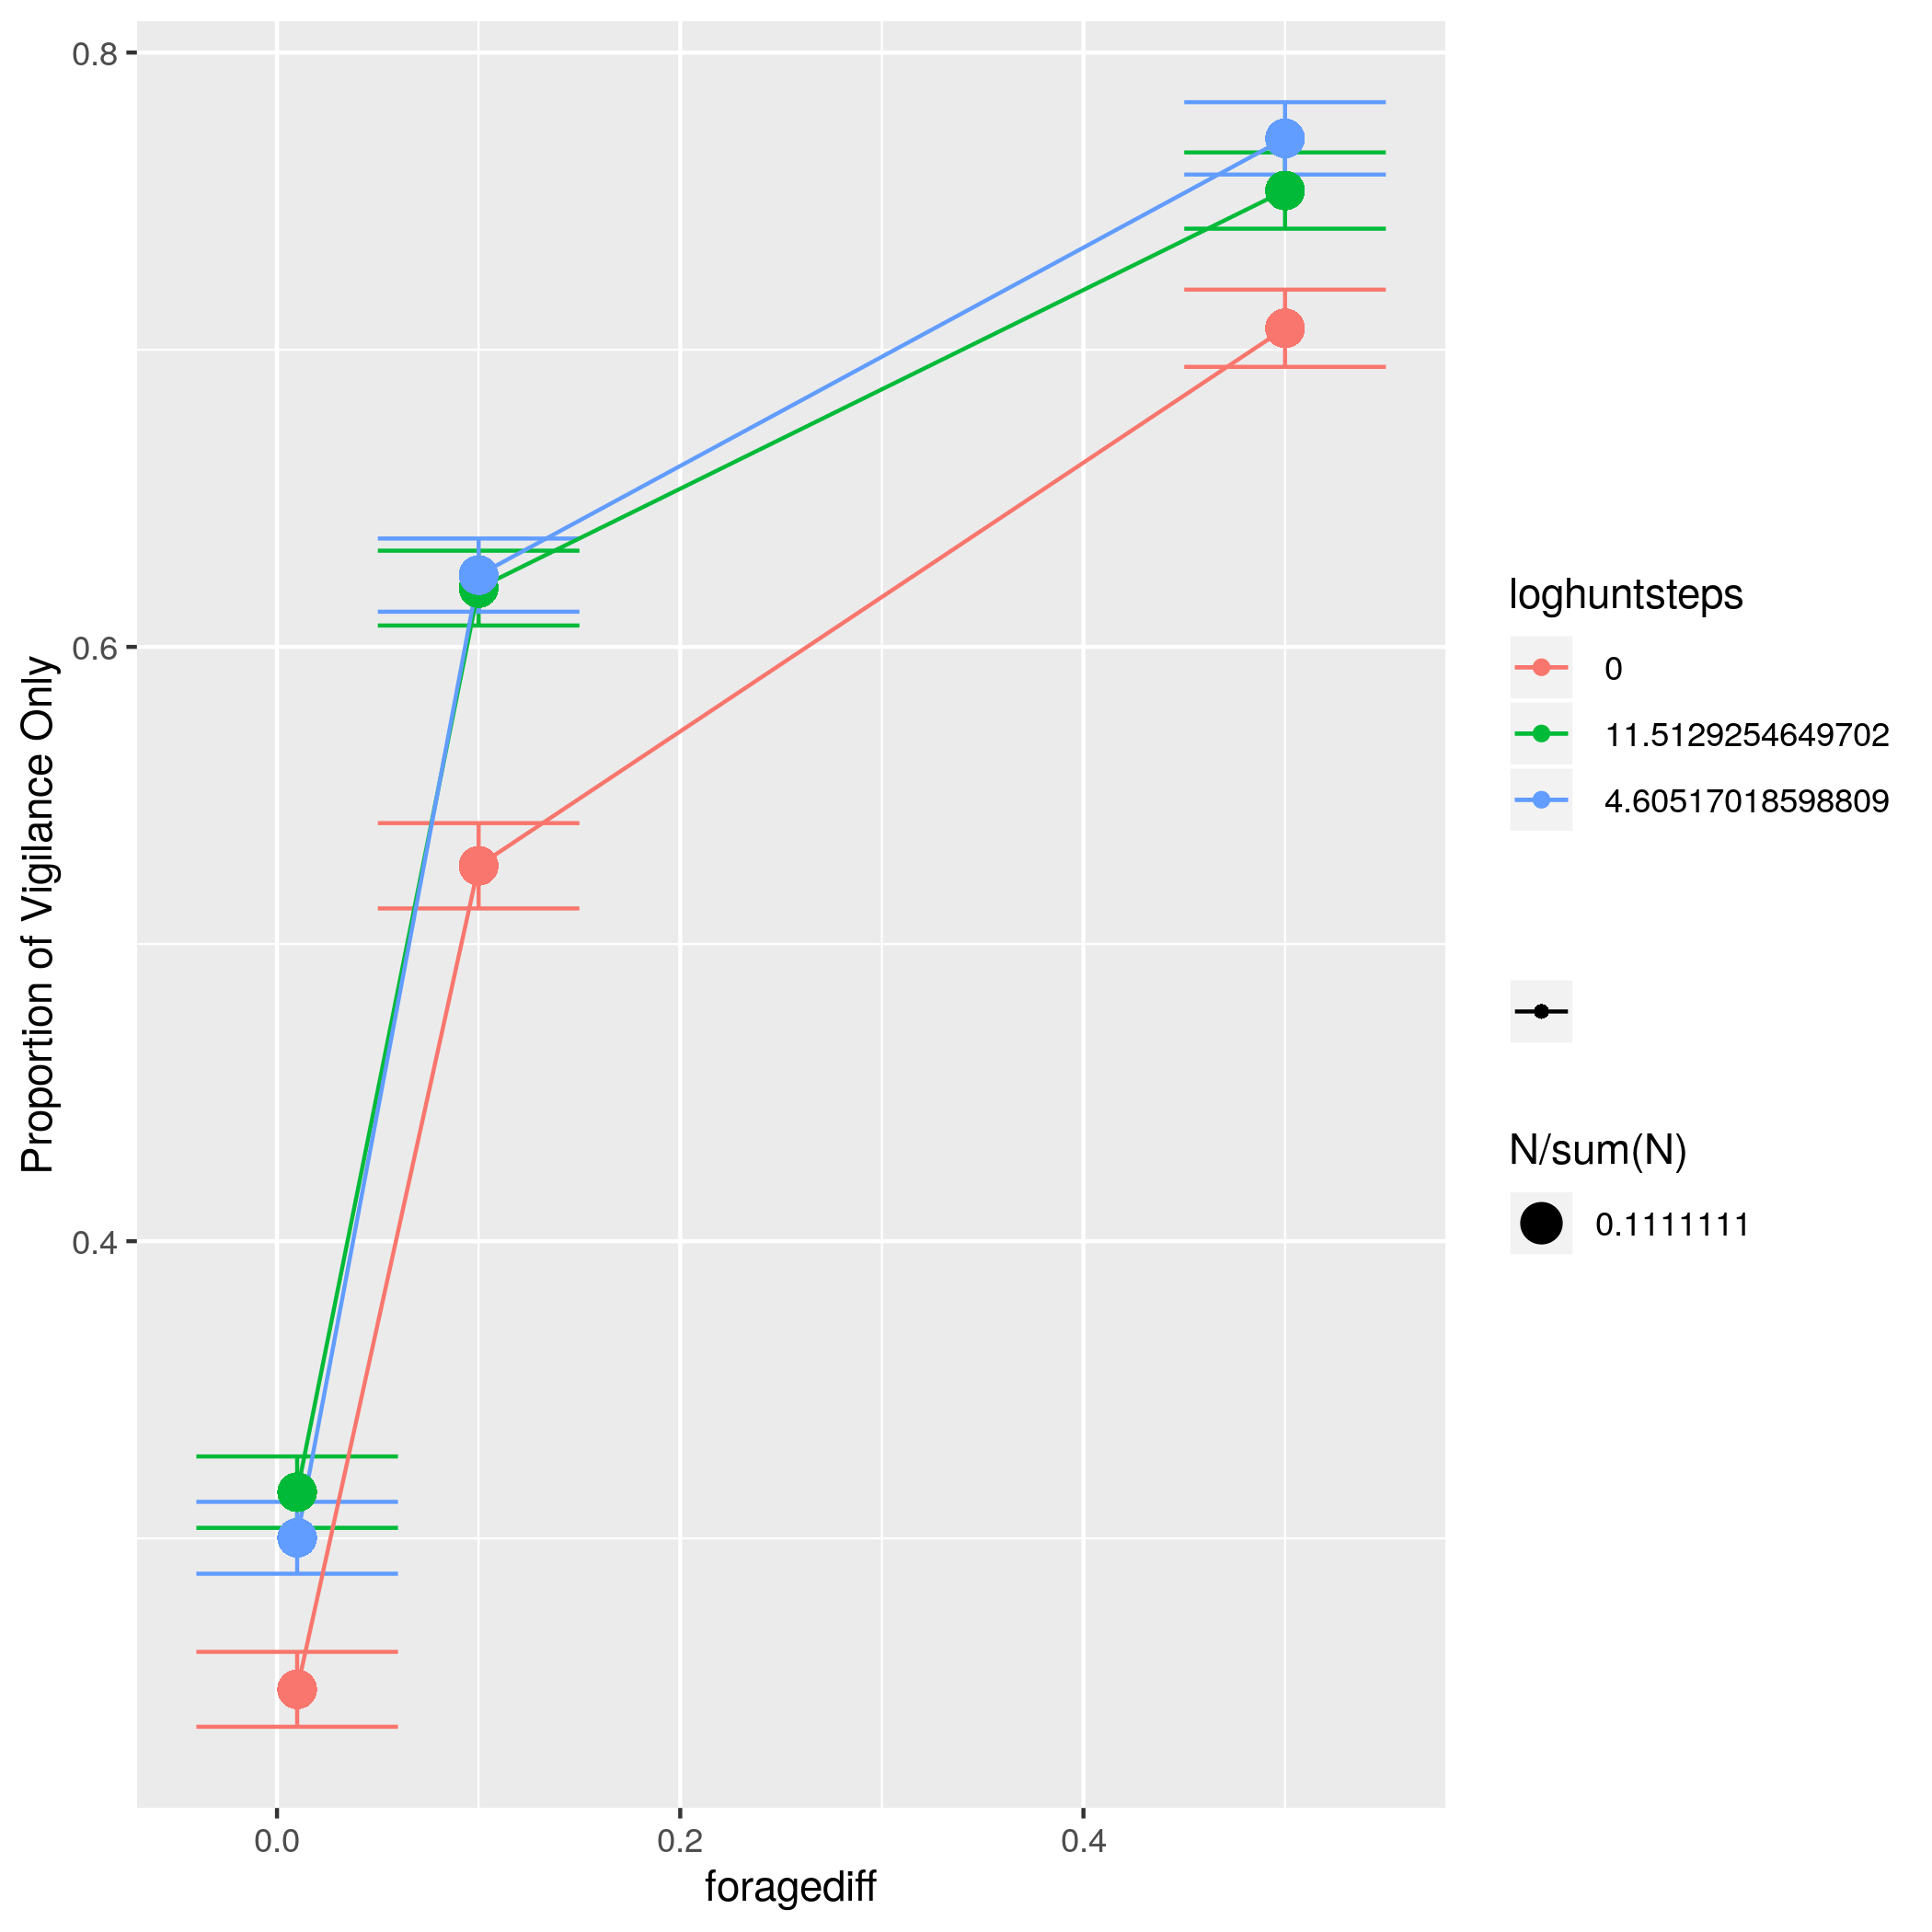 0.8
0.6
0.4
Proportion of Vigilance Only
0.0
0.2
0.4
foragediff
loghuntsteps
0
11.5129254649702
4.60517018598809
N/sum(N)
0.1111111